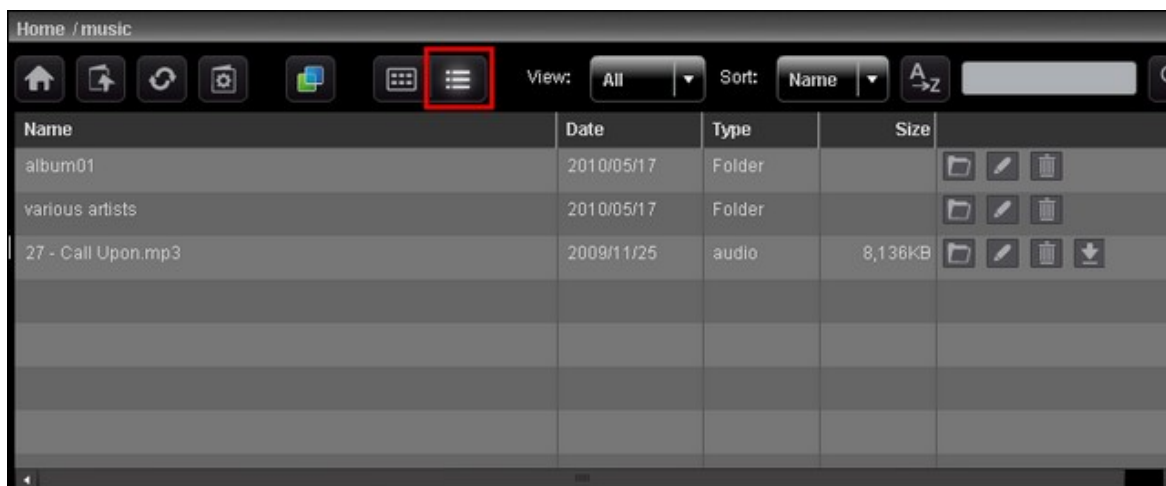 Home / music
View: All Sort: Name A→Z
Name Date Type Size
album01 2010/05/17 Folder
various artists 2010/05/17 Folder
27 - Call Upon.mp3 2009/11/25 audio 8,136KB